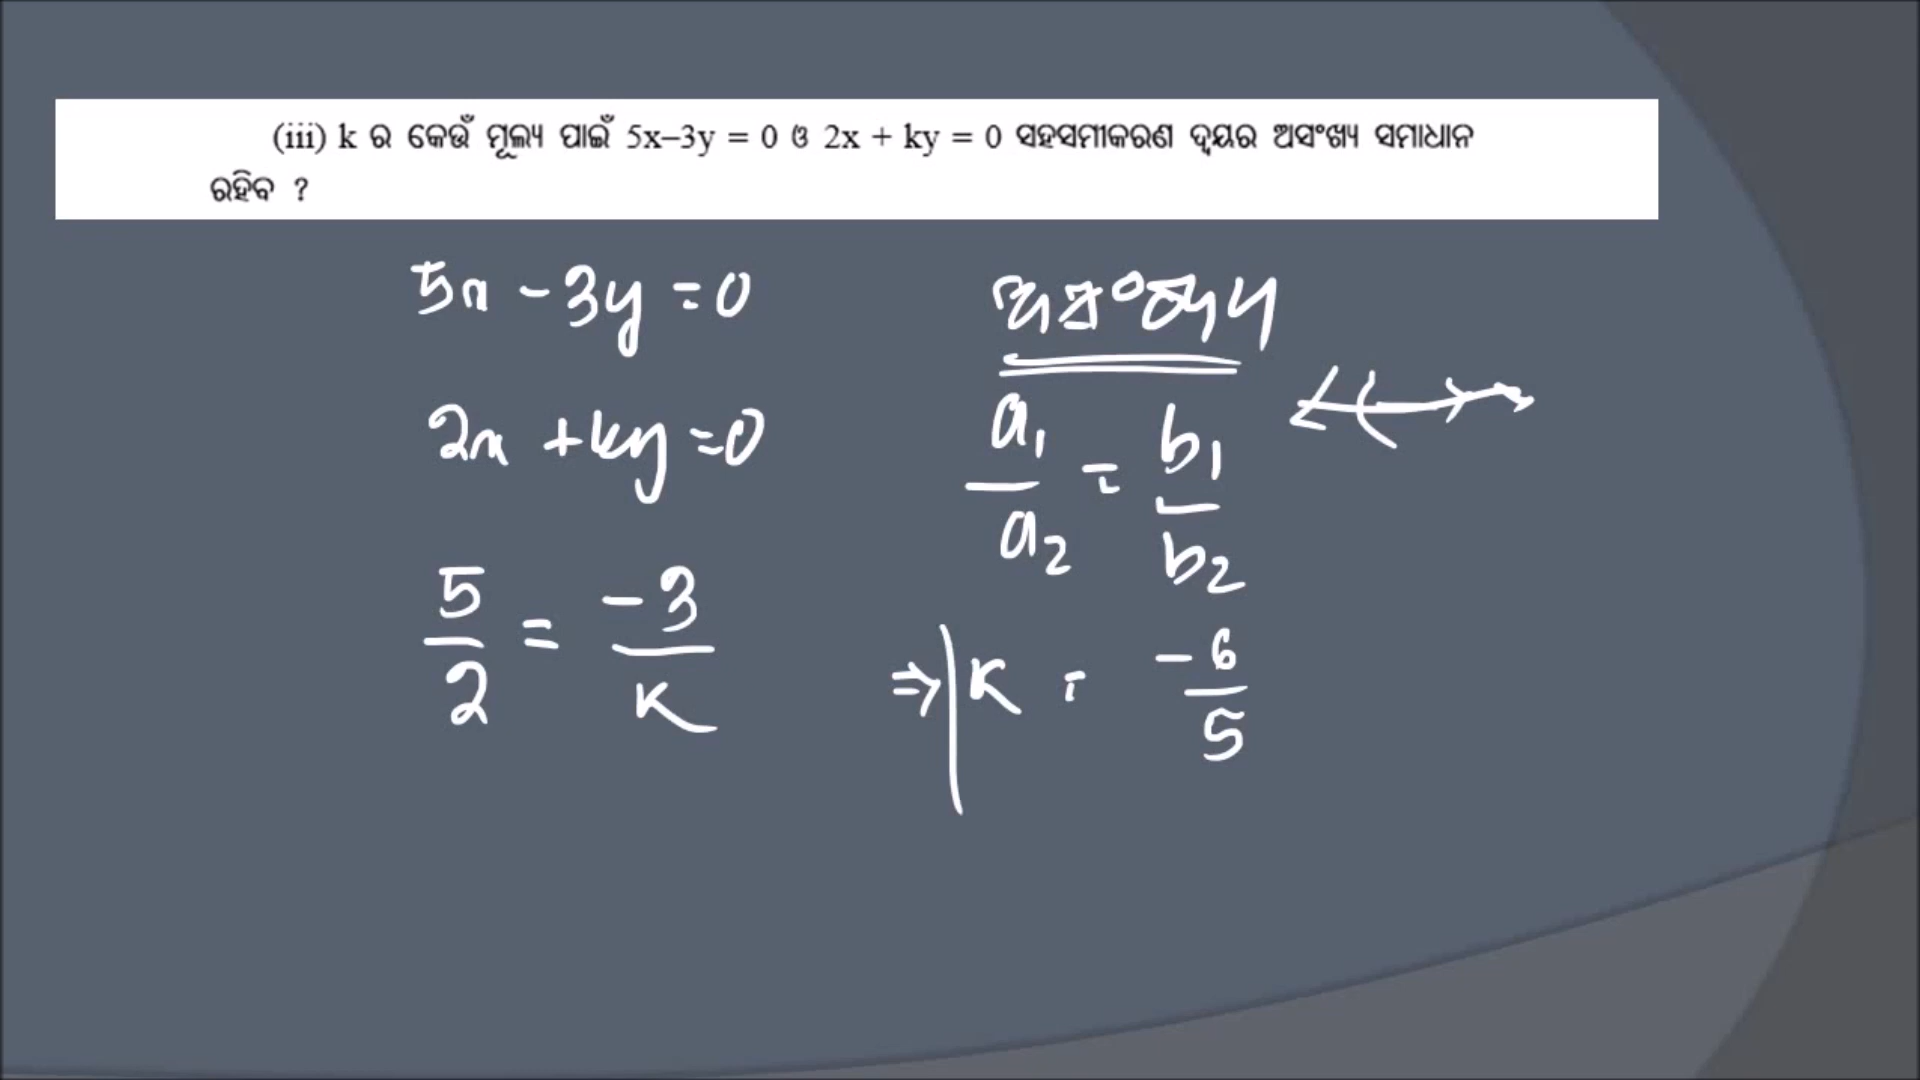 (iii) k ର କେଉଁ ମୂଲ୍ୟ ପାଇଁ 5x–3y = 0 ଓ 2x + ky = 0 ସହସମୀକରଣ ଦ୍ୱୟର ଅସଂଖ୍ୟ ସମାଧାନ
ରହିବ ?
5x - 3y = 0
ଅସଂଖ୍ୟ
2x + ky = 0
a₁/a₂ = b₁/b₂
5/2 = -3/K
⇒ K = -6/5